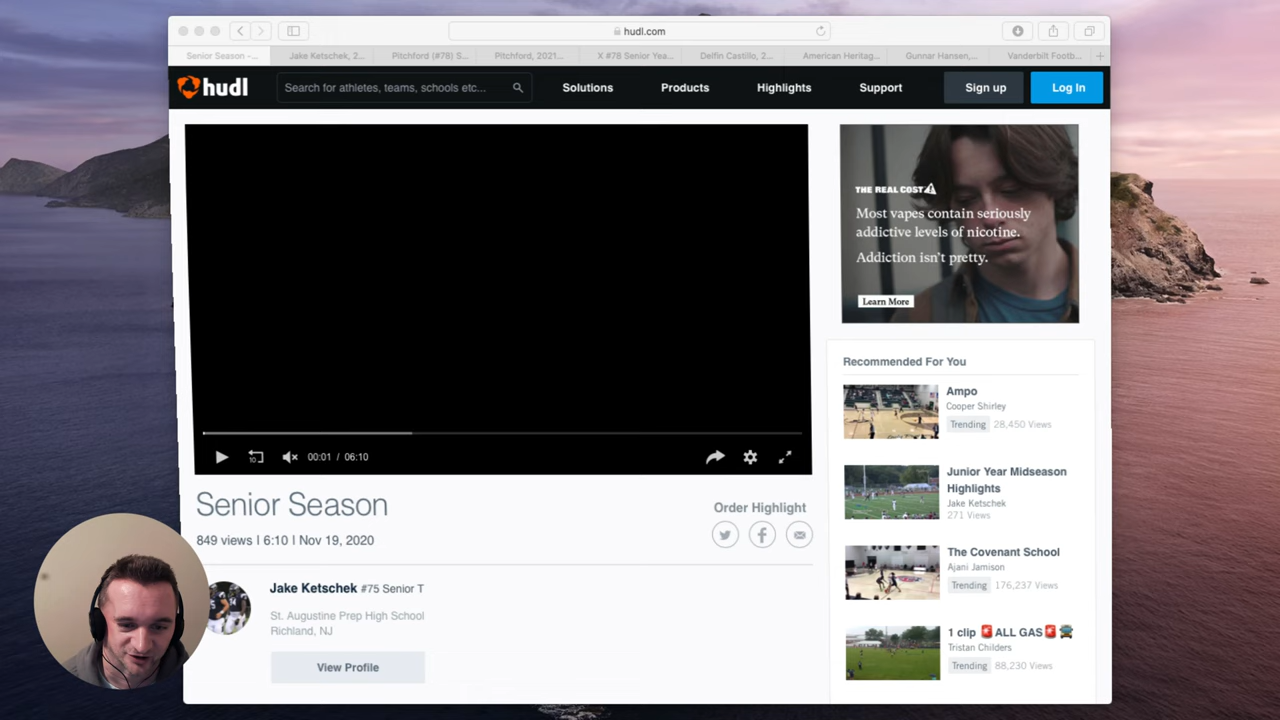 hudl.com
Senior Season –...
Jake Ketschek, 2...
Pitchford (#78) S...
Pitchford, 2021...
X #78 Senior Yea...
Delfin Castillo, 2...
American Heritag...
Gunnar Hansen,...
Vanderbilt Footb...
hudl
Search for athletes, teams, schools etc...
Solutions
Products
Highlights
Support
Sign up
Log In
THE REAL COST
Most vapes contain seriously
addictive levels of nicotine.
Addiction isn't pretty.
Learn More
10
00:01 / 06:10
Senior Season
849 views | 6:10 | Nov 19, 2020
Order Highlight
Jake Ketschek #75 Senior T
St. Augustine Prep High School
Richland, NJ
View Profile
Recommended For You
Ampo
Cooper Shirley
Trending 28,450 Views
Junior Year Midseason
Highlights
Jake Ketschek
271 Views
The Covenant School
Ajani Jamison
Trending 176,237 Views
1 clip 🚨ALL GAS🚨
Tristan Childers
Trending 88,230 Views